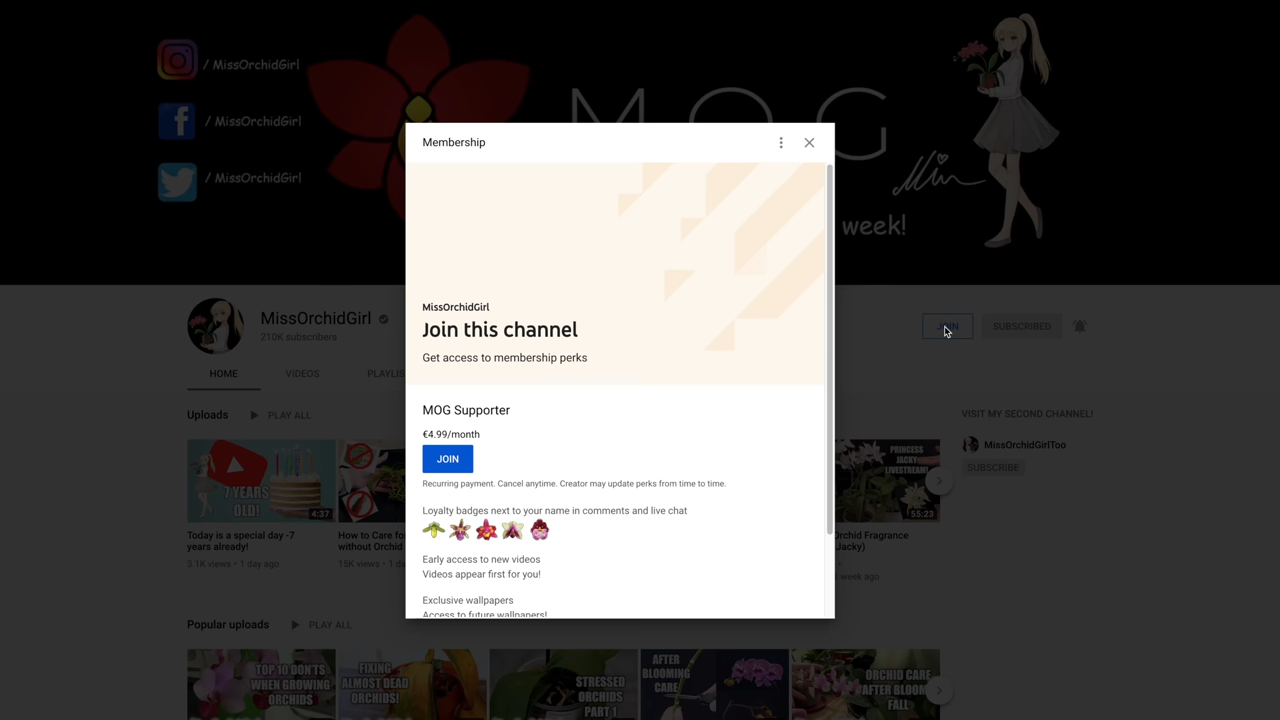 / MissOrchidGirl
/ MissOrchidGirl
/ MissOrchidGirl
MOG
week!
Membership
MissOrchidGirl
Join this channel
Get access to membership perks
MOG Supporter
€4.99/month
JOIN
Recurring payment. Cancel anytime. Creator may update perks from time to time.
Loyalty badges next to your name in comments and live chat
Early access to new videos
Videos appear first for you!
Exclusive wallpapers
Access to future wallpapers!
MissOrchidGirl
210K subscribers
JOIN
SUBSCRIBED
HOME
VIDEOS
PLAYLIS
Uploads
PLAY ALL
VISIT MY SECOND CHANNEL!
MissOrchidGirlToo
SUBSCRIBE
7 YEARS
OLD!
4:37
PRINCESS
JACKY
LIVESTREAM!
55:23
Today is a special day -7
years already!
3.1K views • 1 day ago
How to Care fo
without Orchid
15K views • 1 d
Orchid Fragrance
Jacky)
week ago
Popular uploads
PLAY ALL
TOP 10 DON'TS
WHEN GROWING
ORCHIDS
FIXING
ALMOST DEAD
ORCHIDS!
STRESSED
ORCHIDS
PART 1
AFTER
BLOOMING
CARE
ORCHID CARE
AFTER BLOOM
FALL